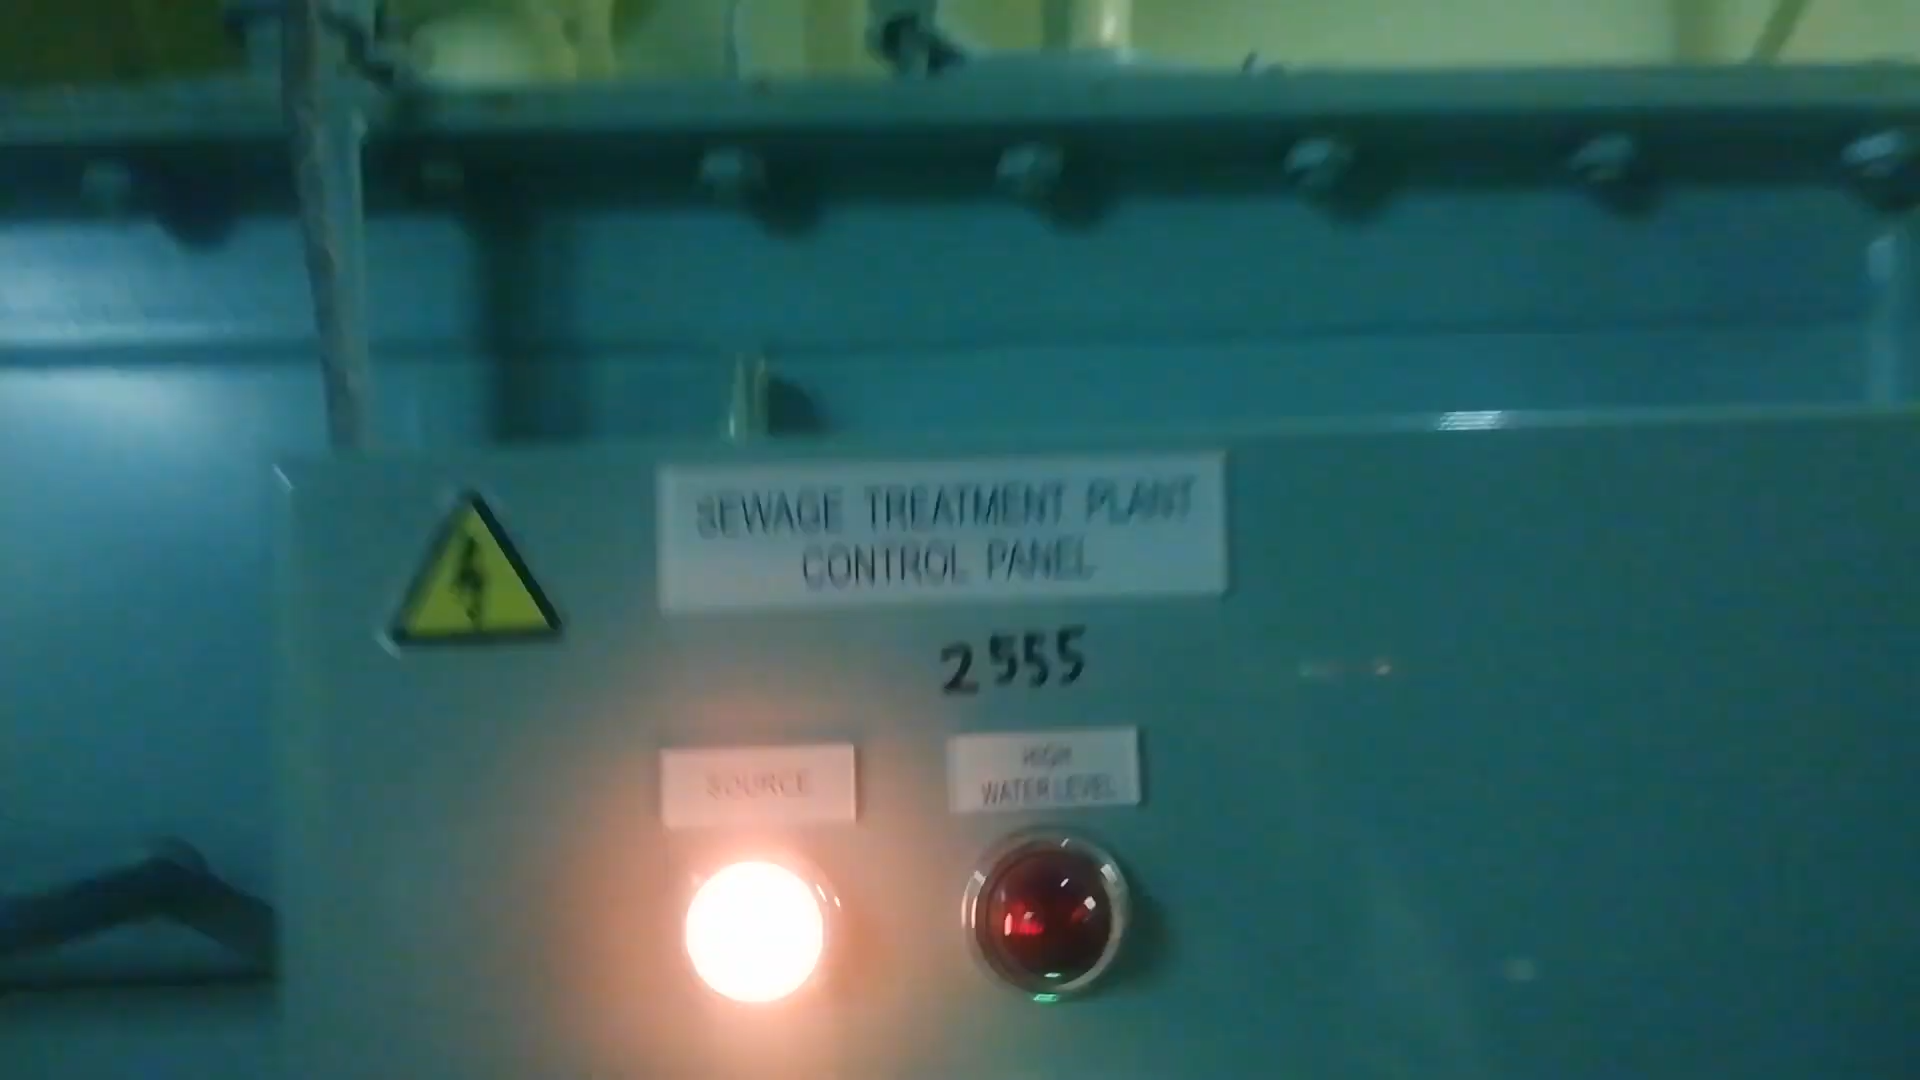 SEWAGE TREATMENT PLANT
CONTROL PANEL
2555
SOURCE
HIGH
WATER LEVEL